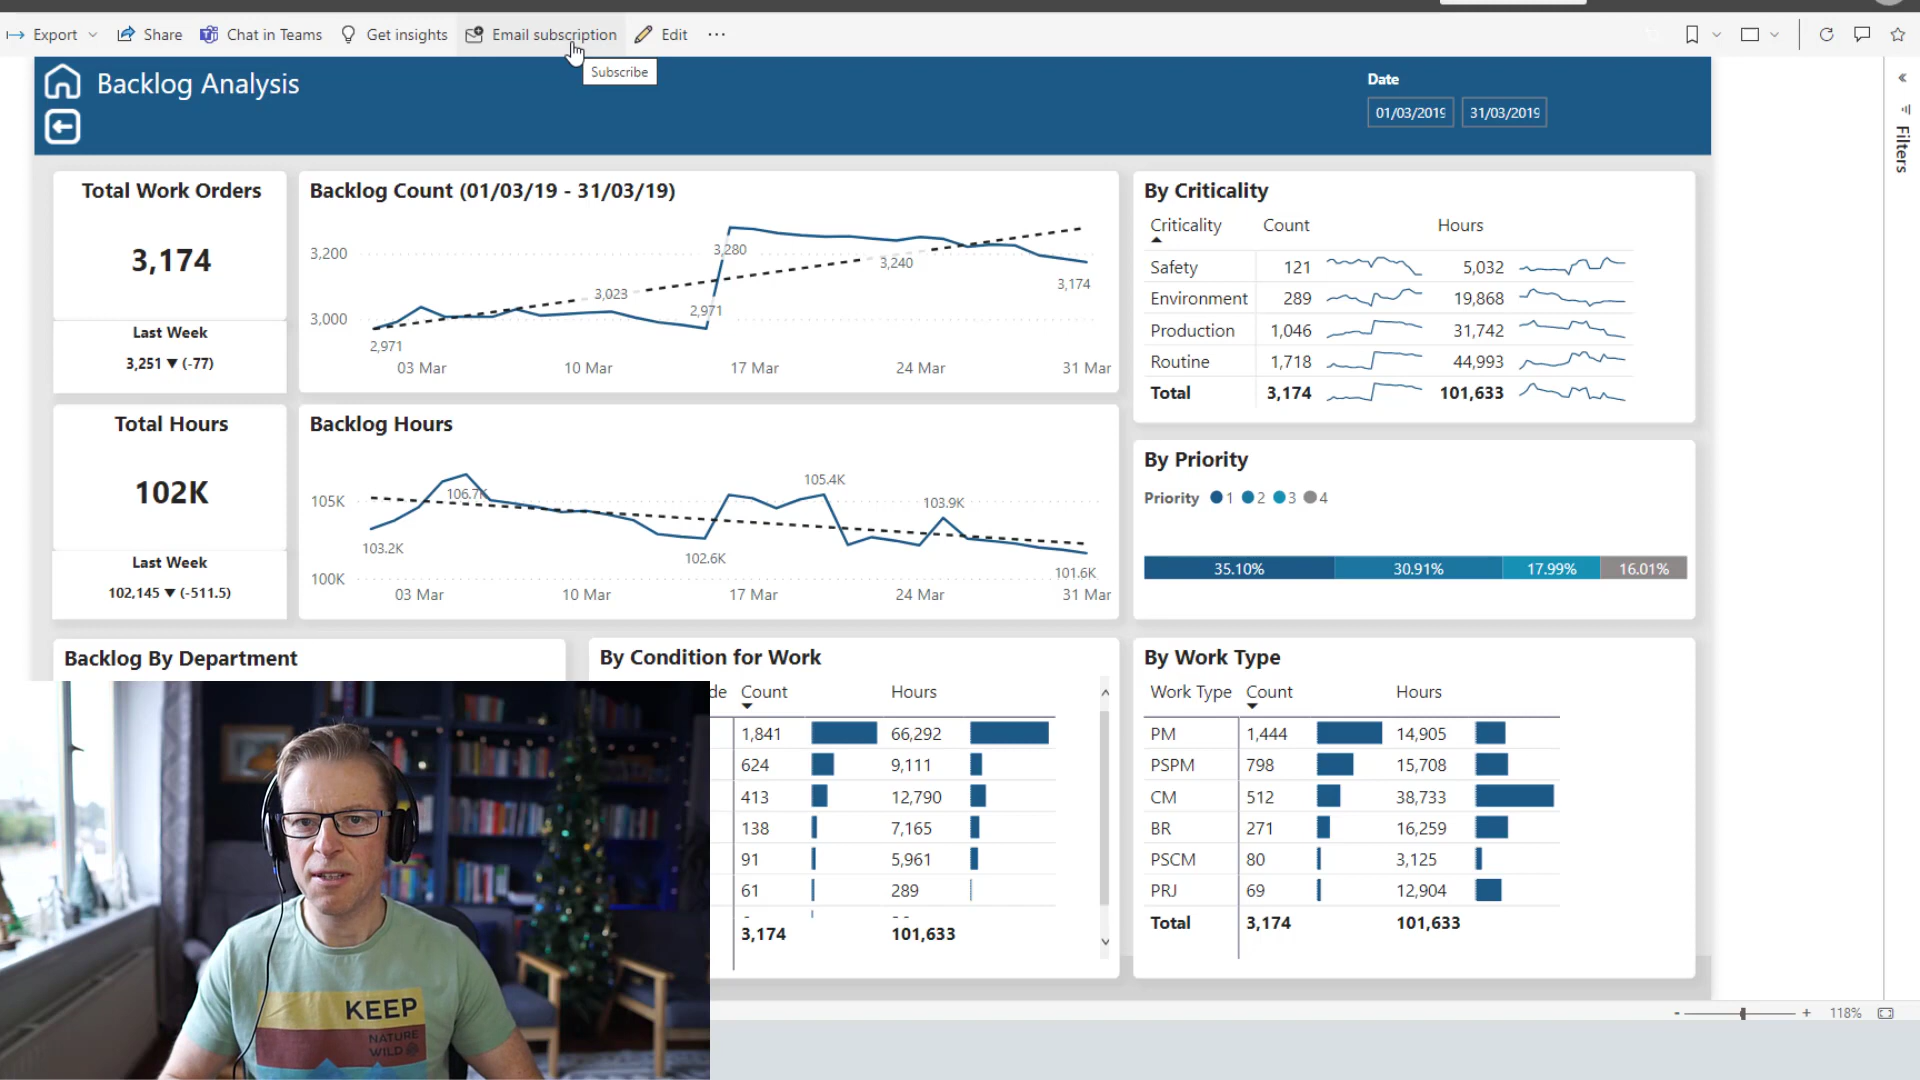 Export Share Chat in Teams Get insights Email subscription Edit ...
Subscribe
Backlog Analysis
Date
01/03/2019 31/03/2019
Filters
Total Work Orders
3,174
Last Week
3,251 ▼ (-77)
Backlog Count (01/03/19 - 31/03/19)
3,200
3,000
2,971
3,023
2,971
3,280
3,240
3,174
03 Mar 10 Mar 17 Mar 24 Mar 31 Mar
By Criticality
Criticality Count Hours
Safety 121 5,032
Environment 289 19,868
Production 1,046 31,742
Routine 1,718 44,993
Total 3,174 101,633
Total Hours
102K
Last Week
102,145 ▼ (-511.5)
Backlog Hours
105K
100K
103.2K
106.7K
102.6K
105.4K
103.9K
101.6K
03 Mar 10 Mar 17 Mar 24 Mar 31 Mar
By Priority
Priority 1 2 3 4
35.10% 30.91% 17.99% 16.01%
Backlog By Department
By Condition for Work
de Count Hours
1,841 66,292
624 9,111
413 12,790
138 7,165
91 5,961
61 289
3,174 101,633
By Work Type
Work Type Count Hours
PM 1,444 14,905
PSPM 798 15,708
CM 512 38,733
BR 271 16,259
PSCM 80 3,125
PRJ 69 12,904
Total 3,174 101,633
KEEP
NATURE
WILD
- + 118%